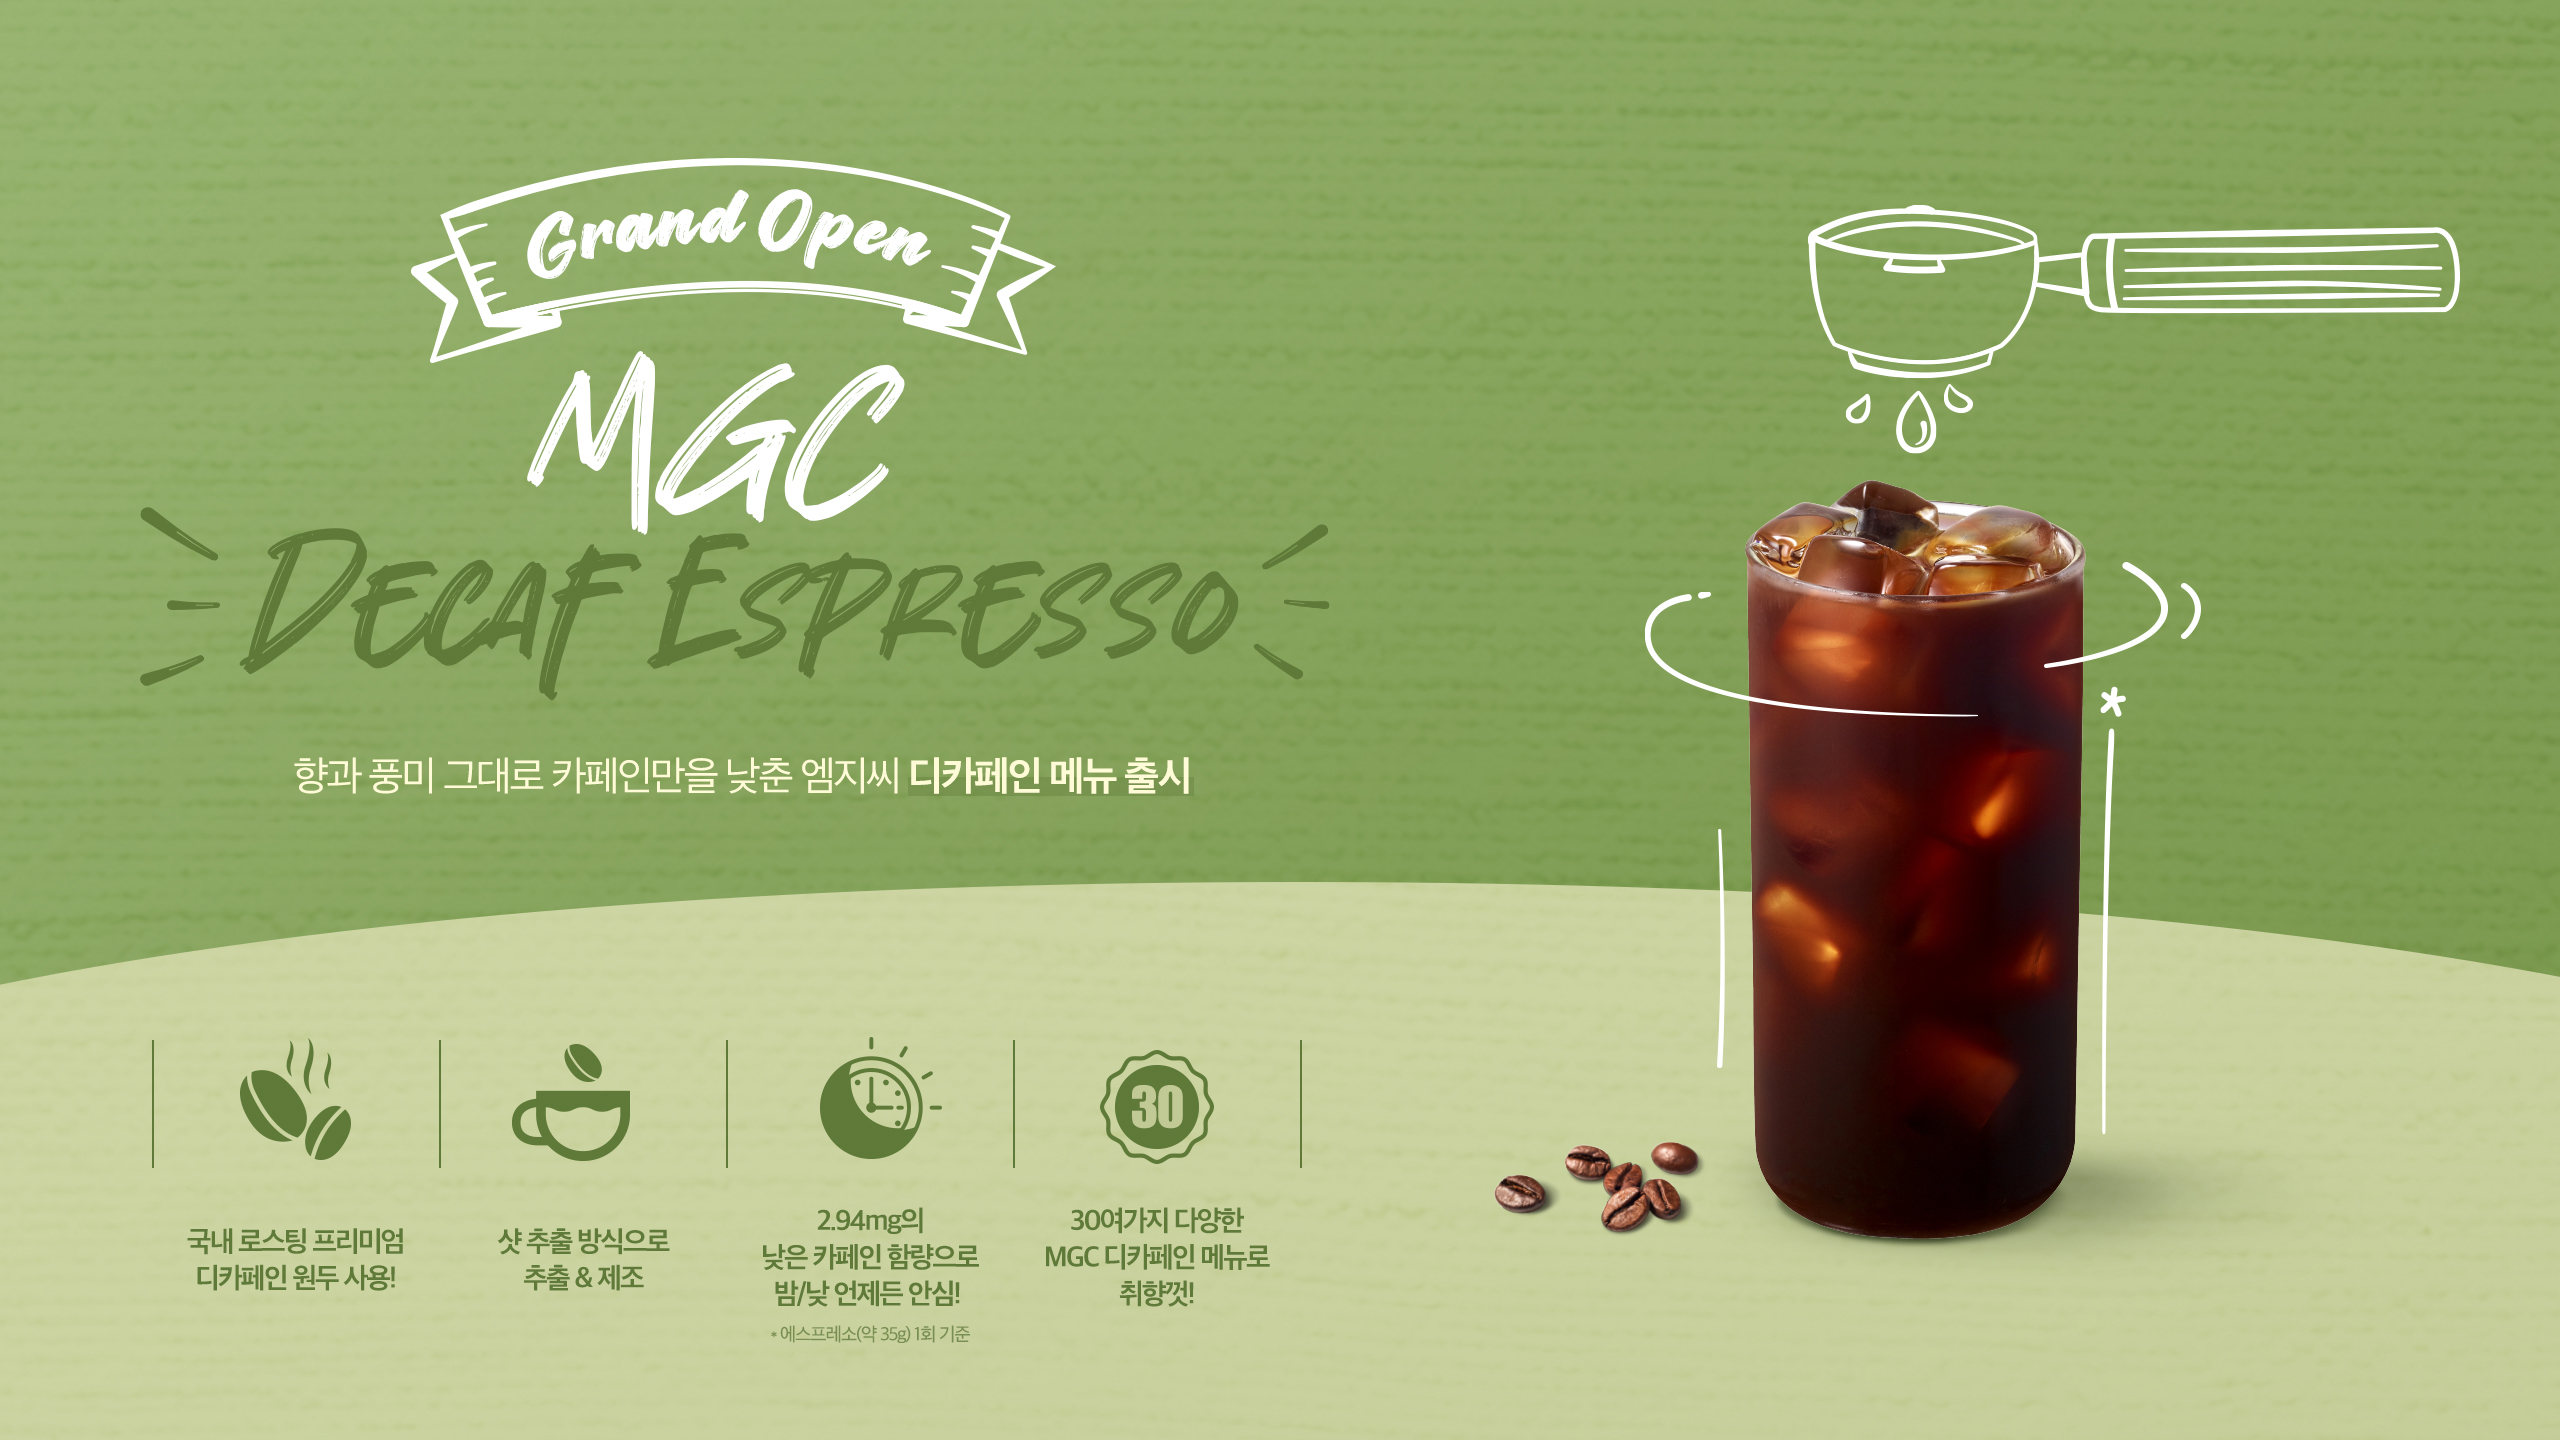 Grand Open
MGC
DECAF ESPRESSO
향과 풍미 그대로 카페인만을 낮춘 엠지씨 디카페인 메뉴 출시
국내 로스팅 프리미엄
디카페인 원두 사용!
샷 추출 방식으로
추출 & 제조
2.94mg의
낮은 카페인 함량으로
밤/낮 언제든 안심!
* 에스프레소(약 35g) 1회 기준
30
30여가지 다양한
MGC 디카페인 메뉴로
취향껏!